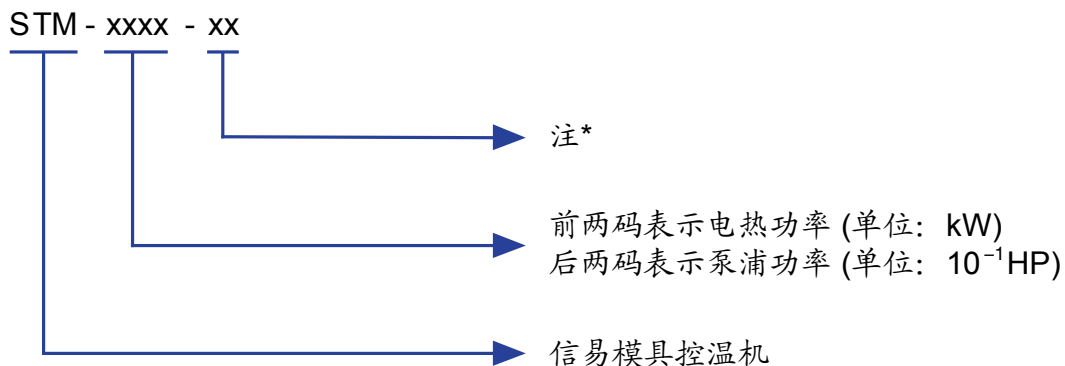 STM - xxxx - xx
注*
前两码表示电热功率 (单位: kW)
后两码表示泵浦功率 (单位: 10⁻¹HP)
信易模具控温机